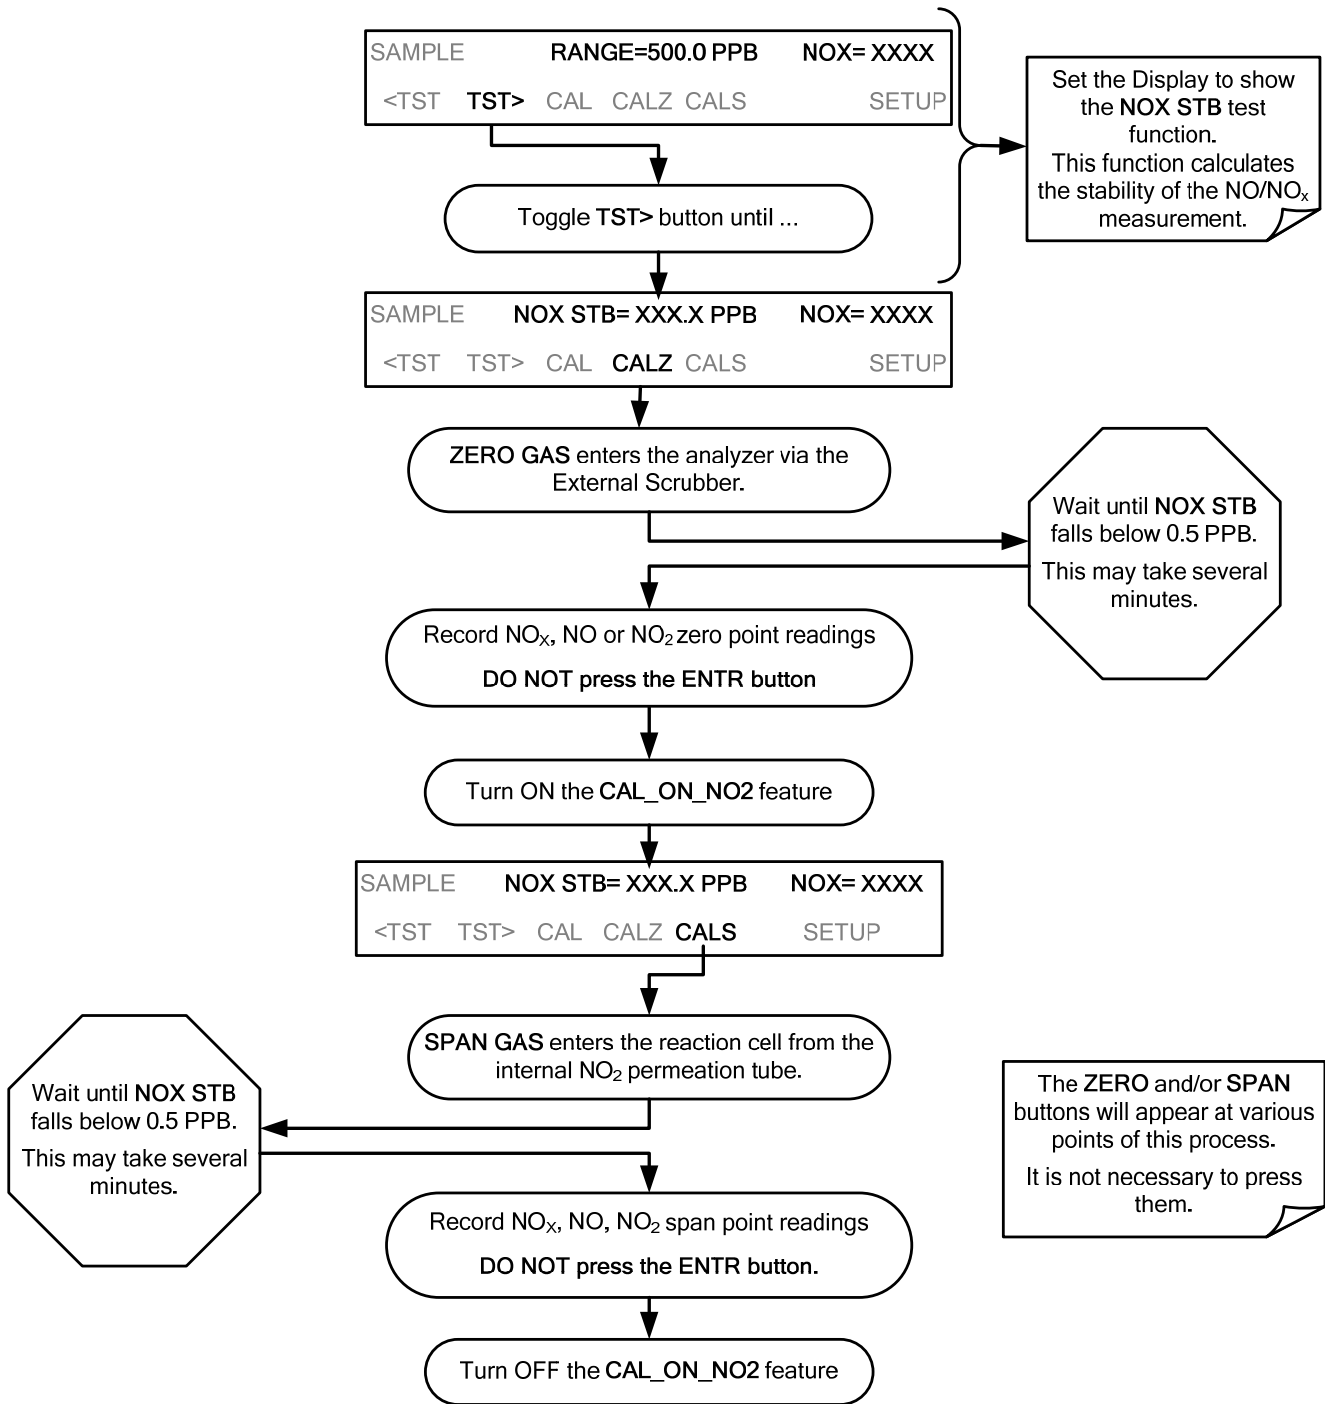 SAMPLE RANGE=500.0 PPB NOX= XXXX
<TST TST> CAL CALZ CALS SETUP
Set the Display to show
the NOX STB test
function.
This function calculates
the stability of the NO/NOx
measurement.
Toggle TST> button until ...
SAMPLE NOX STB= XXX.X PPB NOX= XXXX
<TST TST> CAL CALZ CALS SETUP
ZERO GAS enters the analyzer via the
External Scrubber.
Wait until NOX STB
falls below 0.5 PPB.
This may take several
minutes.
Record NOX, NO or NO2 zero point readings
DO NOT press the ENTR button
Turn ON the CAL_ON_NO2 feature
SAMPLE NOX STB= XXX.X PPB NOX= XXXX
<TST TST> CAL CALZ CALS SETUP
SPAN GAS enters the reaction cell from the
internal NO2 permeation tube.
Wait until NOX STB
falls below 0.5 PPB.
This may take several
minutes.
The ZERO and/or SPAN
buttons will appear at various
points of this process.
It is not necessary to press
them.
Record NOX, NO, NO2 span point readings
DO NOT press the ENTR button.
Turn OFF the CAL_ON_NO2 feature